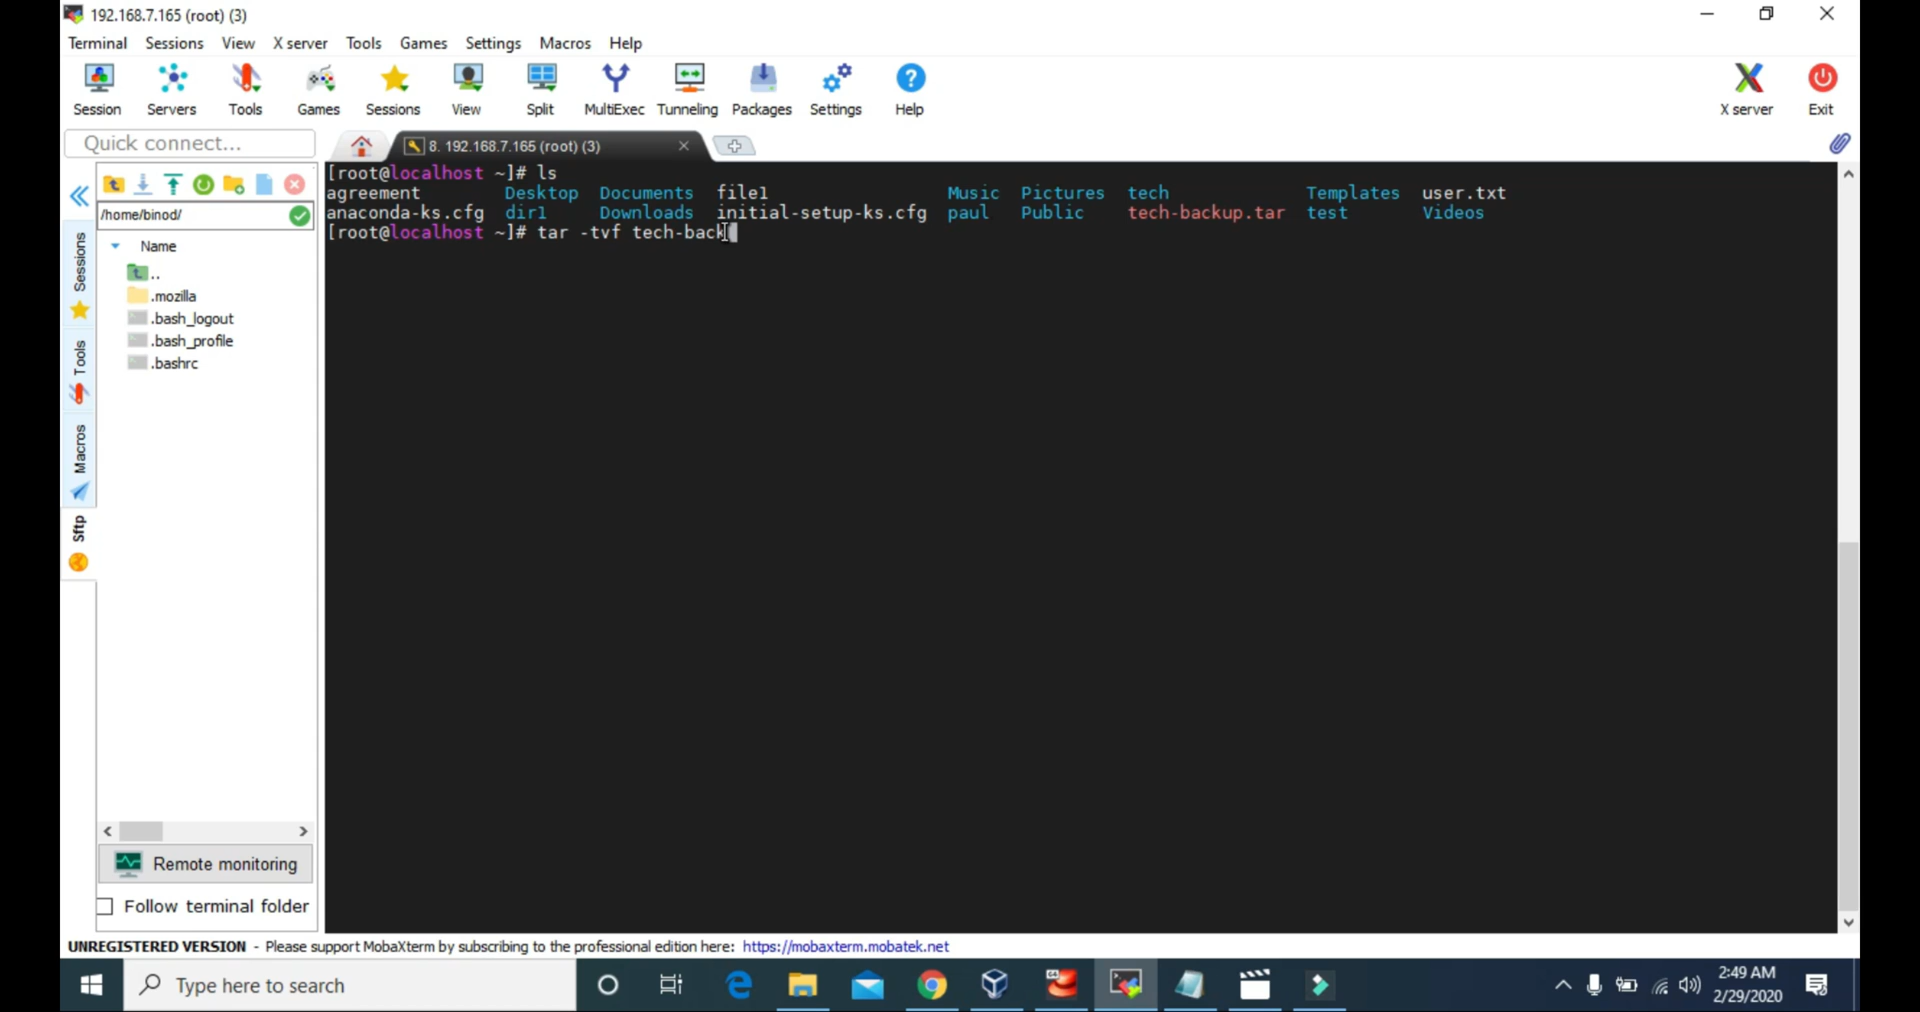 192.168.7.165 (root) (3)
Terminal Sessions View X server Tools Games Settings Macros Help
Session Servers Tools Games Sessions View Split MultiExec Tunneling Packages Settings Help X server Exit
Quick connect... 8. 192.168.7.165 (root) (3)
/home/binod/
Name
..
.mozilla
.bash_logout
.bash_profile
.bashrc
Sessions
Tools
Macros
Sftp
Remote monitoring
Follow terminal folder
[root@localhost ~]# ls
agreement Desktop Documents file1 Music Pictures tech Templates user.txt
anaconda-ks.cfg dir1 Downloads initial-setup-ks.cfg paul Public tech-backup.tar test Videos
[root@localhost ~]# tar -tvf tech-back
UNREGISTERED VERSION - Please support MobaXterm by subscribing to the professional edition here: https://mobaxterm.mobatek.net
Type here to search
2:49 AM
2/29/2020